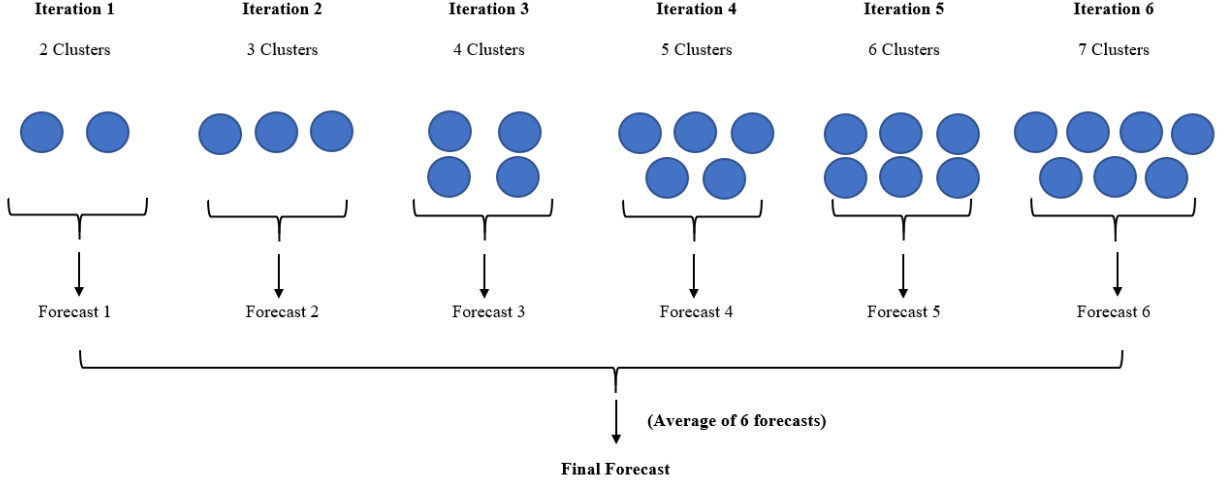 Iteration 1 Iteration 2 Iteration 3 Iteration 4 Iteration 5 Iteration 6
2 Clusters 3 Clusters 4 Clusters 5 Clusters 6 Clusters 7 Clusters
Forecast 1 Forecast 2 Forecast 3 Forecast 4 Forecast 5 Forecast 6
(Average of 6 forecasts)
Final Forecast